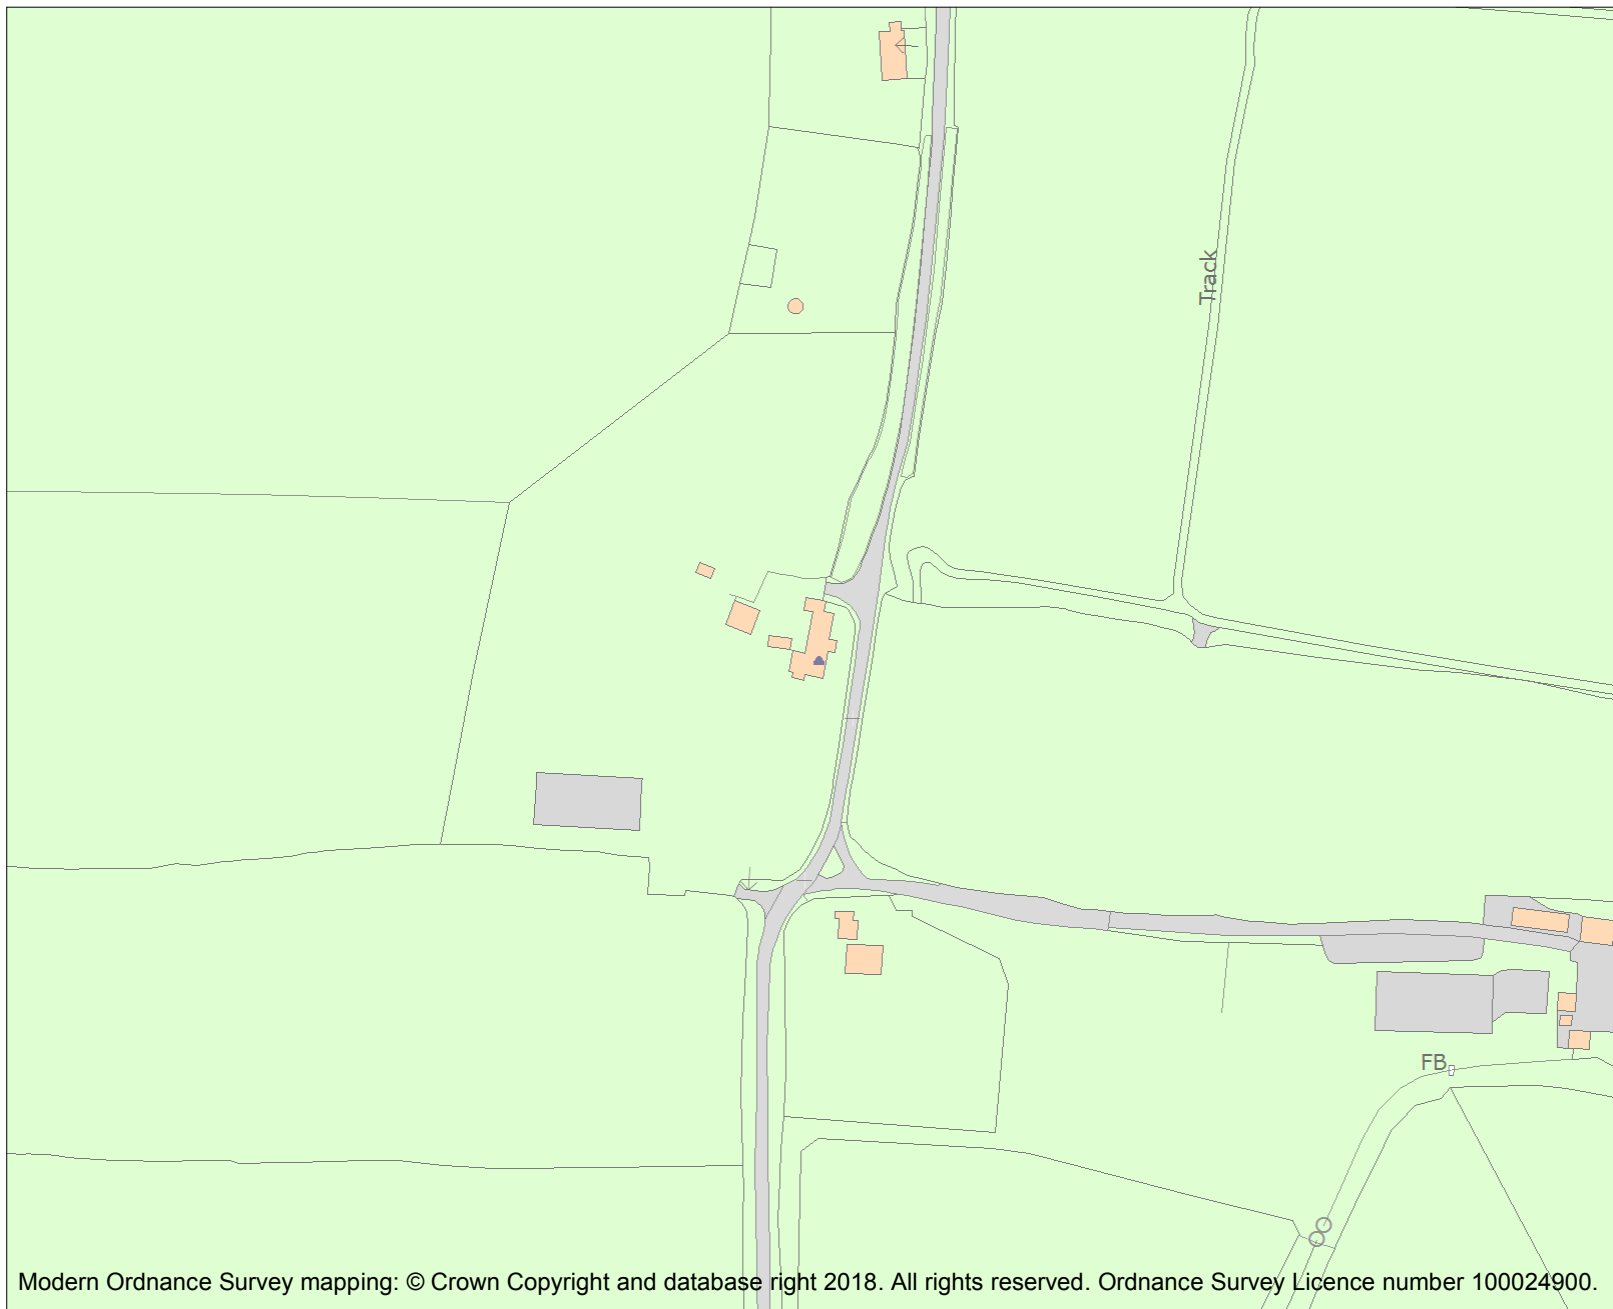 Track
FB
Modern Ordnance Survey mapping: © Crown Copyright and database right 2018. All rights reserved. Ordnance Survey Licence number 100024900.